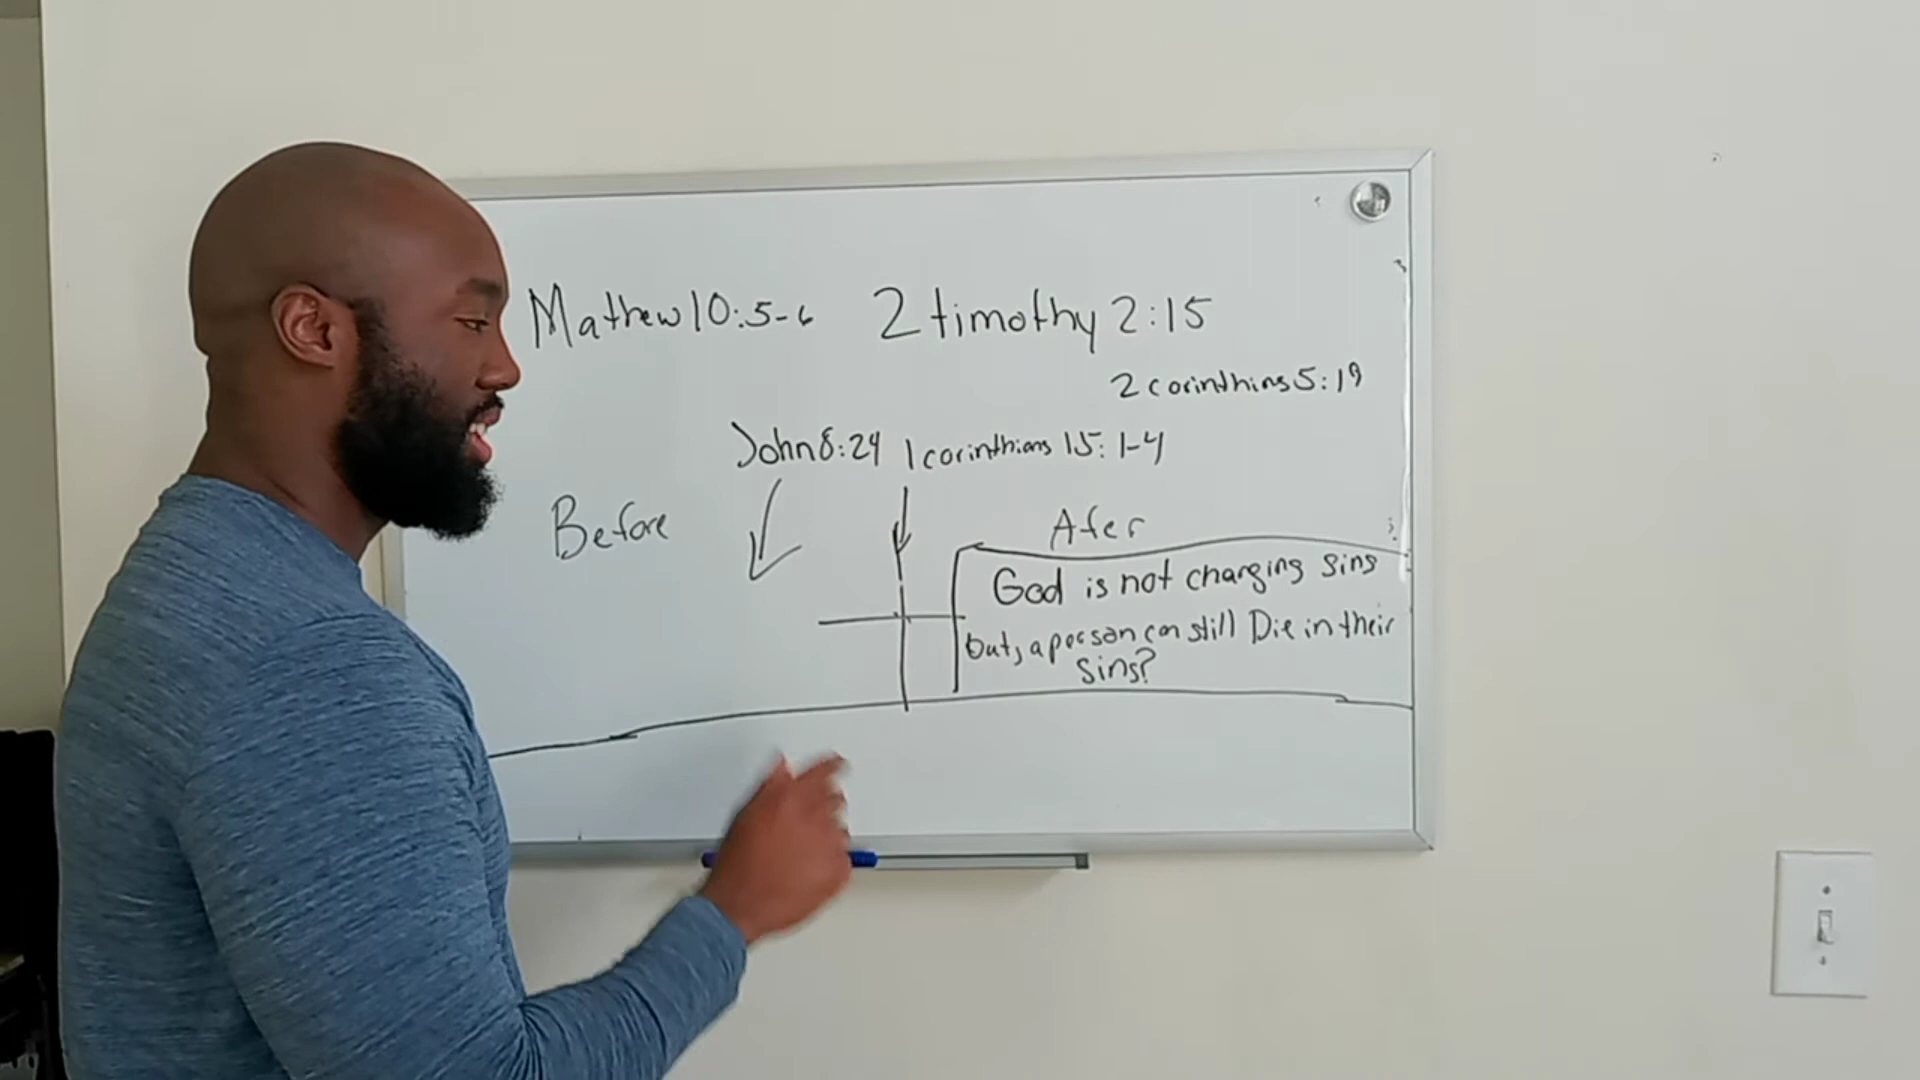 Mathew 10:5-6 2 timothy 2:15
2 corinthins 5:19
John 8:24 1 corinthians 15:1-4
Before
Afer
God is not charging sins
but, a person can still Die in their
sins?